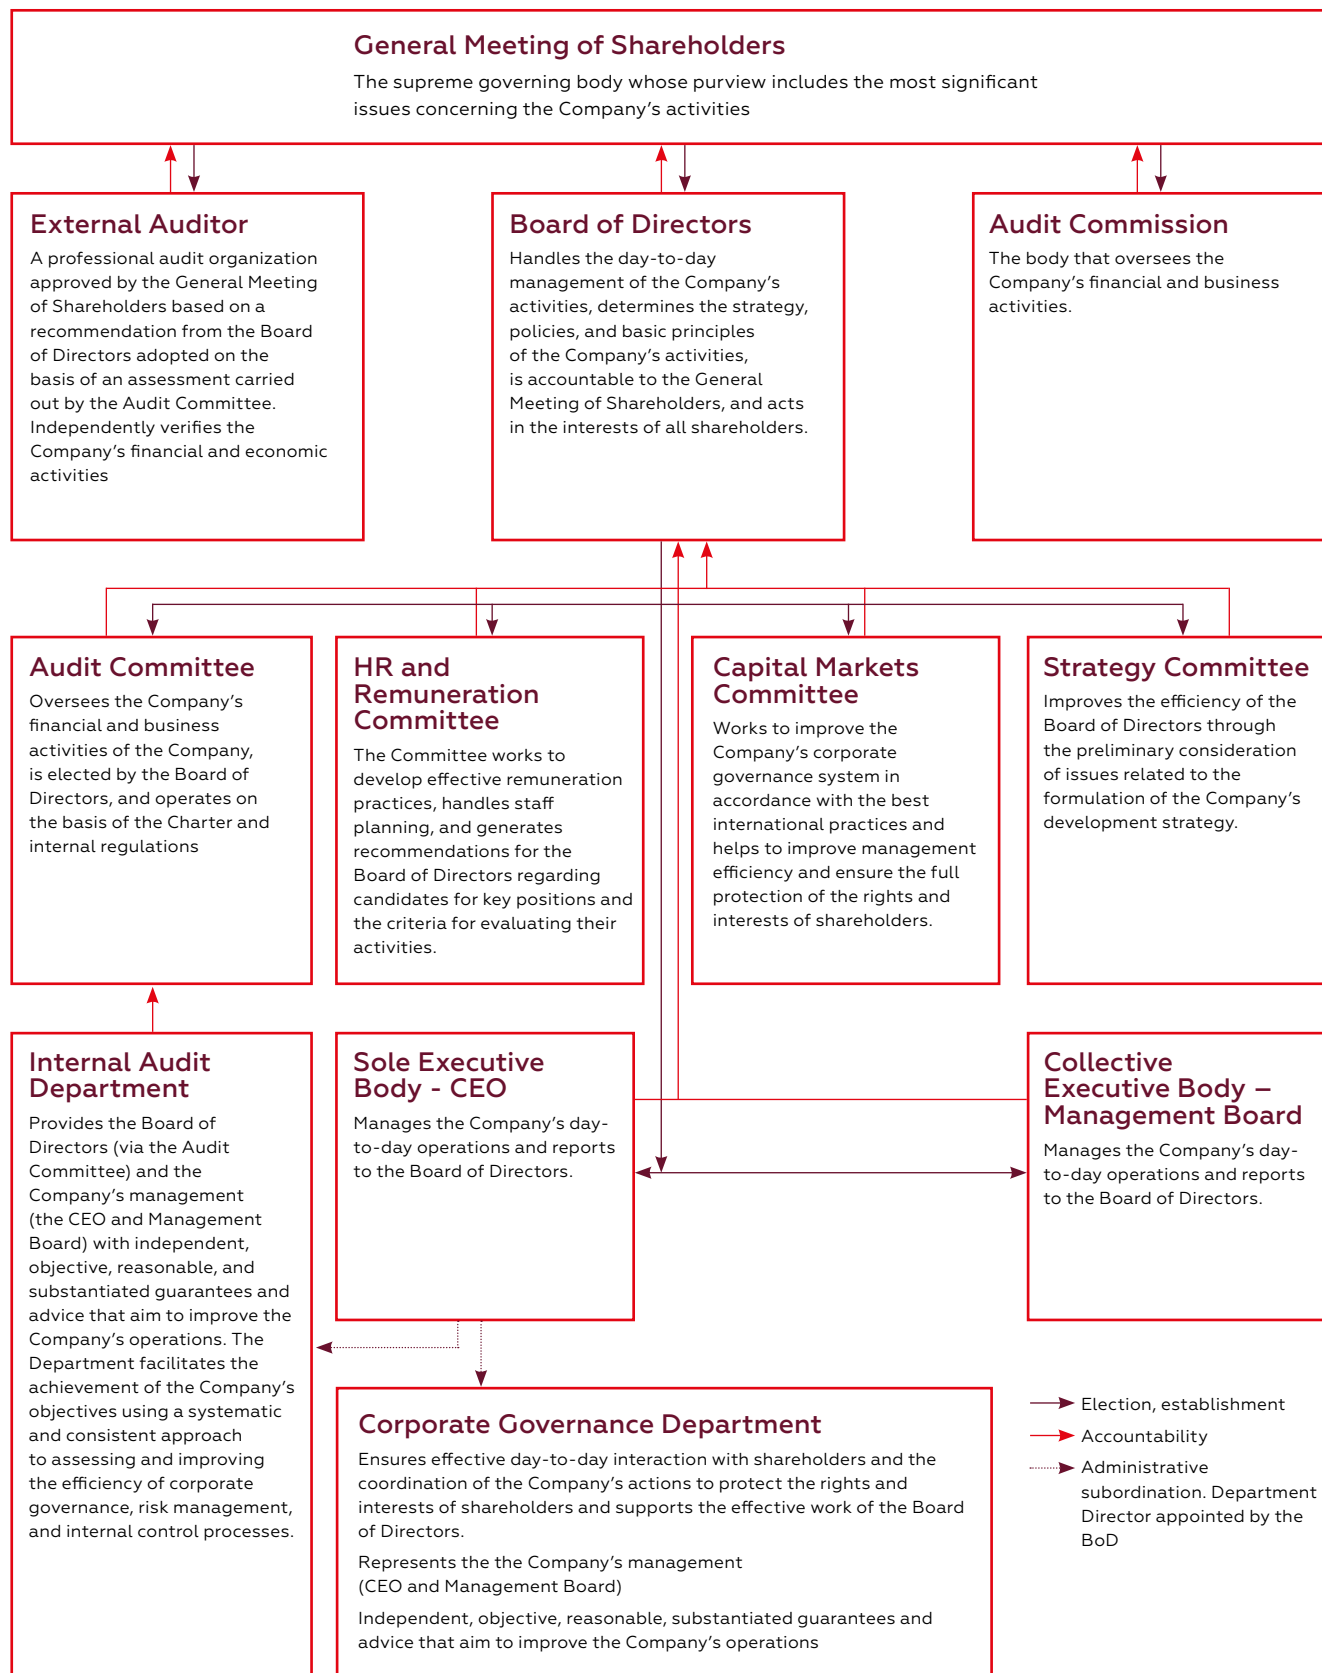 General Meeting of Shareholders
The supreme governing body whose purview includes the most significant
issues concerning the Company's activities
External Auditor
A professional audit organization
approved by the General Meeting
of Shareholders based on a
recommendation from the Board
of Directors adopted on the
basis of an assessment carried
out by the Audit Committee.
Independently verifies the
Company's financial and economic
activities
Board of Directors
Handles the day-to-day
management of the Company's
activities, determines the strategy,
policies, and basic principles
of the Company's activities,
is accountable to the General
Meeting of Shareholders, and acts
in the interests of all shareholders.
Audit Commission
The body that oversees the
Company's financial and business
activities.
Audit Committee
Oversees the Company's
financial and business
activities of the Company,
is elected by the Board of
Directors, and operates on
the basis of the Charter and
internal regulations
HR and
Remuneration
Committee
The Committee works to
develop effective remuneration
practices, handles staff
planning, and generates
recommendations for the
Board of Directors regarding
candidates for key positions and
the criteria for evaluating their
activities.
Capital Markets
Committee
Works to improve the
Company's corporate
governance system in
accordance with the best
international practices and
helps to improve management
efficiency and ensure the full
protection of the rights and
interests of shareholders.
Strategy Committee
Improves the efficiency of the
Board of Directors through
the preliminary consideration
of issues related to the
formulation of the Company's
development strategy.
Internal Audit
Department
Provides the Board of
Directors (via the Audit
Committee) and the
Company's management
(the CEO and Management
Board) with independent,
objective, reasonable, and
substantiated guarantees and
advice that aim to improve the
Company's operations. The
Department facilitates the
achievement of the Company's
objectives using a systematic
and consistent approach
to assessing and improving
the efficiency of corporate
governance, risk management,
and internal control processes.
Sole Executive
Body - CEO
Manages the Company's day-
to-day operations and reports
to the Board of Directors.
Collective
Executive Body –
Management Board
Manages the Company's day-
to-day operations and reports
to the Board of Directors.
Corporate Governance Department
Ensures effective day-to-day interaction with shareholders and the
coordination of the Company's actions to protect the rights and
interests of shareholders and supports the effective work of the Board
of Directors.
Represents the the Company's management
(CEO and Management Board)
Independent, objective, reasonable, substantiated guarantees and
advice that aim to improve the Company's operations
Election, establishment
Accountability
Administrative
subordination. Department
Director appointed by the
BoD